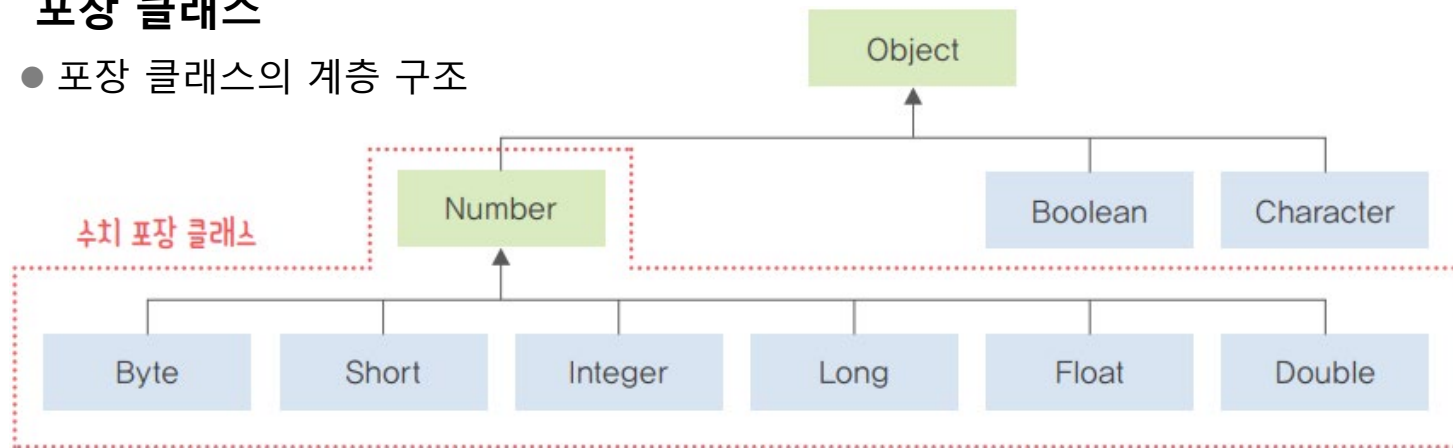 포장 클래스
● 포장 클래스의 계층 구조
Object
수치 포장 클래스
Number
Boolean
Character
Byte
Short
Integer
Long
Float
Double